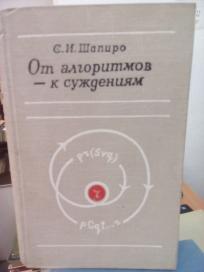 С.И. Шапиро
От алгоритмов
— к суждениям